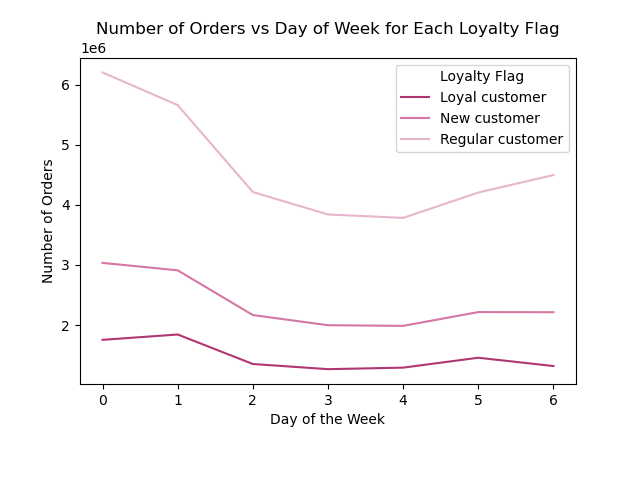 Number of Orders vs Day of Week for Each Loyalty Flag
1e6
Loyalty Flag
Loyal customer
New customer
Regular customer
6
5
4
3
2
Number of Orders
0 1 2 3 4 5 6
Day of the Week